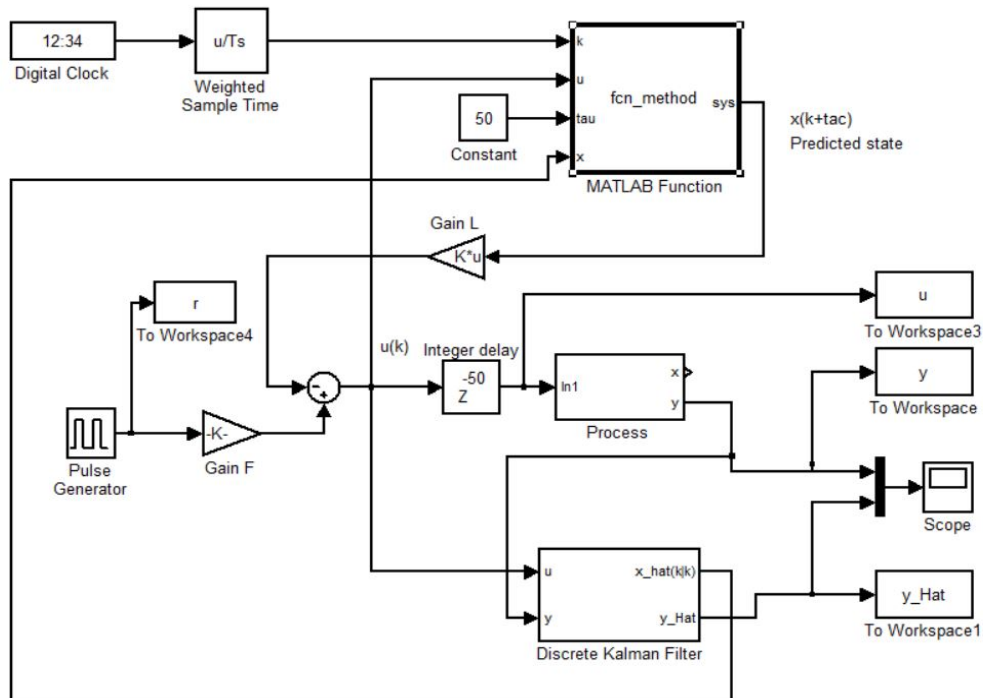 12:34
Digital Clock
u/Ts
Weighted
Sample Time
50
Constant
k
u
tau
x
fcn_method
sys
MATLAB Function
x(k+tac)
Predicted state
Gain L
K*u
r
To Workspace4
u(k)
Integer delay
-50
Z
In1
x
y
Process
u
To Workspace3
y
To Workspace
Pulse
Generator
-K-
Gain F
-
+
Scope
u
y
x_hat(k|k)
y_Hat
Discrete Kalman Filter
y_Hat
To Workspace1